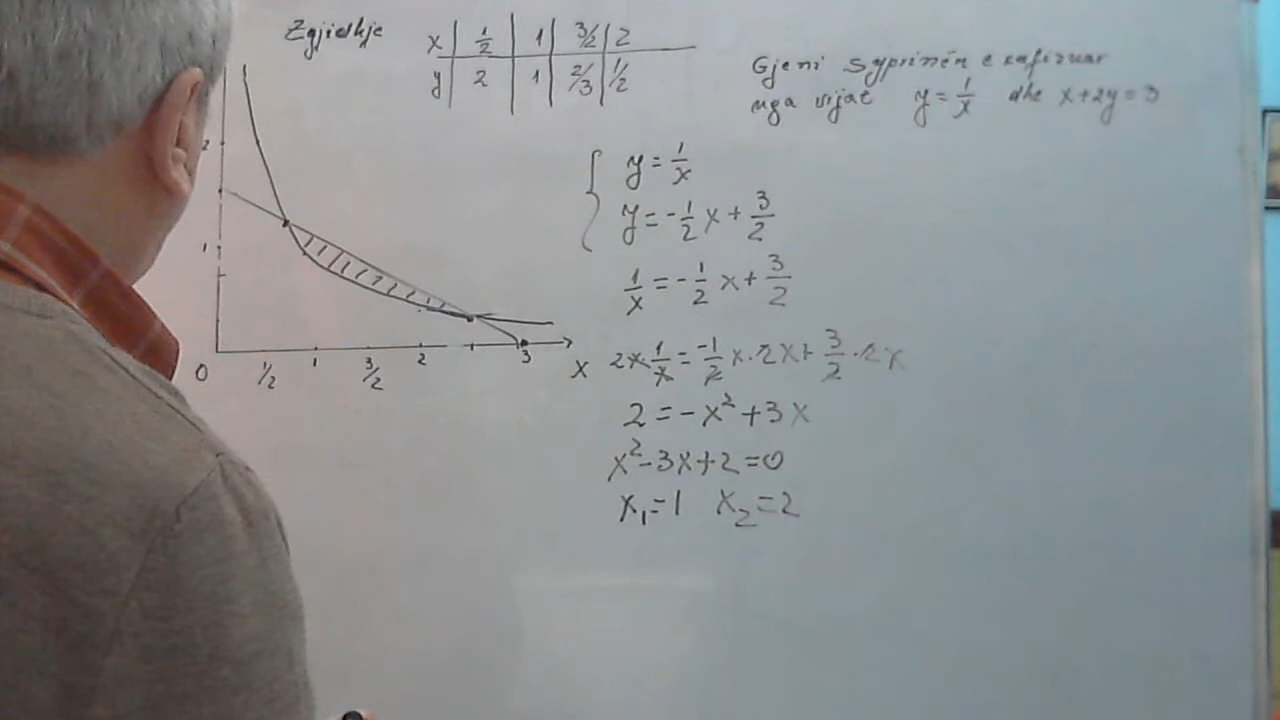 Zgjidhje
x | 1/2 | 1 | 3/2 | 2
y | 2 | 1 | 2/3 | 1/2
Gjeni syprinën e kufizuar
nga vijat y = 1/x dhe x+2y=3
2
1
0 1/2 1 3/2 2 3 x
{ y = 1/x
y = -1/2 x + 3/2
1/x = -1/2 x + 3/2
2x · 1/x = -1/2 x · 2x + 3/2 · 2x
2 = -x² + 3x
x² - 3x + 2 = 0
x₁ = 1 x₂ = 2